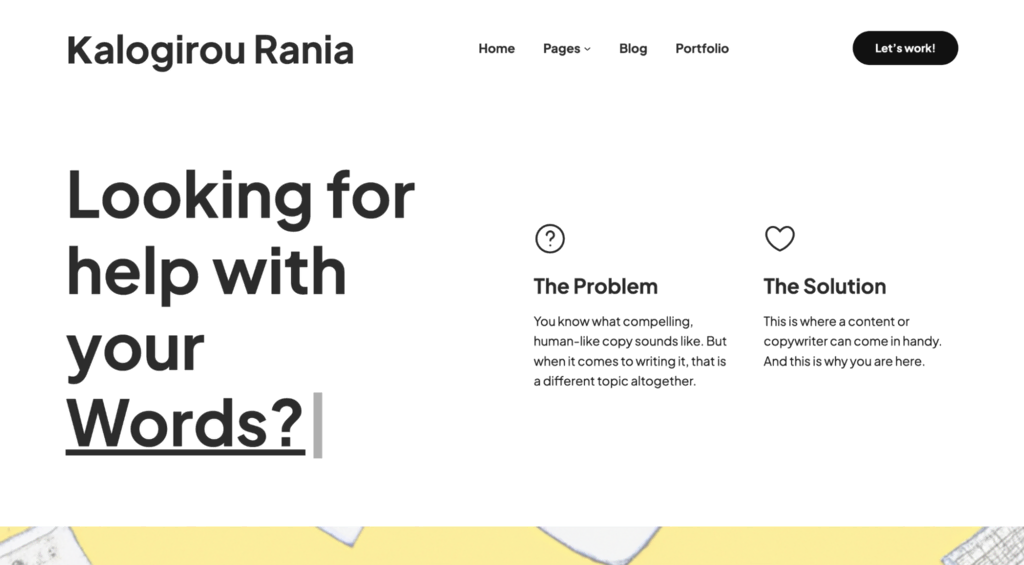 Kalogirou Rania
Home
Pages
Blog
Portfolio
Let's work!
Looking for
help with
your
Words?
The Problem
You know what compelling,
human-like copy sounds like. But
when it comes to writing it, that is
a different topic altogether.
The Solution
This is where a content or
copywriter can come in handy.
And this is why you are here.